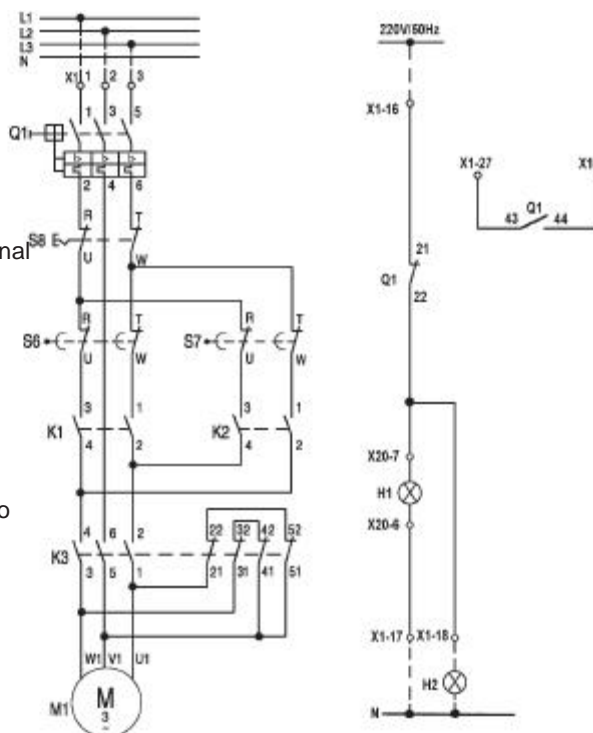 L1
L2
L3
N
X1 1 2 3
1 3 5
Q1
2 4 6
R T
S8 E
nal
U W
R T R T
S6 S7
U W U W
3 1 3 1
K1 K2
4 2 4 2
o
4 6 2 22 32 42 52
K3
3 5 1 21 31 41 51
W1 V1 U1
M1 M
3
~
220V/50Hz
X1-16
X1-27 X1
43 Q1 44
21
Q1
22
X20-7
H1
X20-6
X1-17 X1-18
H2
N